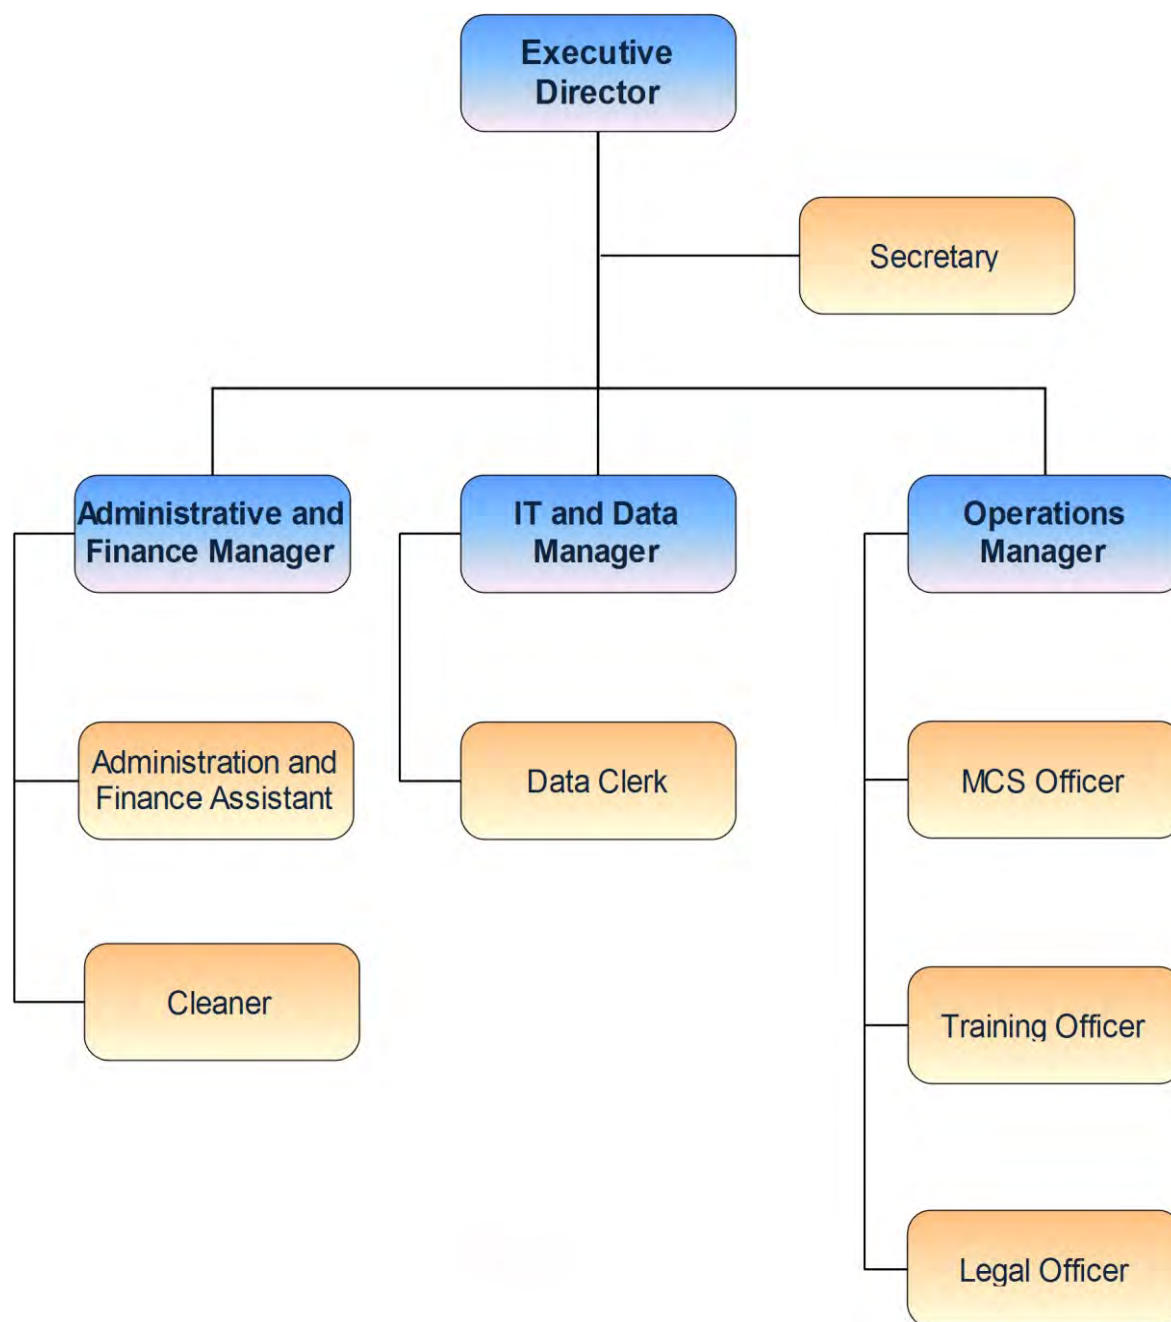 Executive
Director
Secretary
Administrative and
Finance Manager
IT and Data
Manager
Operations
Manager
Administration and
Finance Assistant
Data Clerk
MCS Officer
Cleaner
Training Officer
Legal Officer